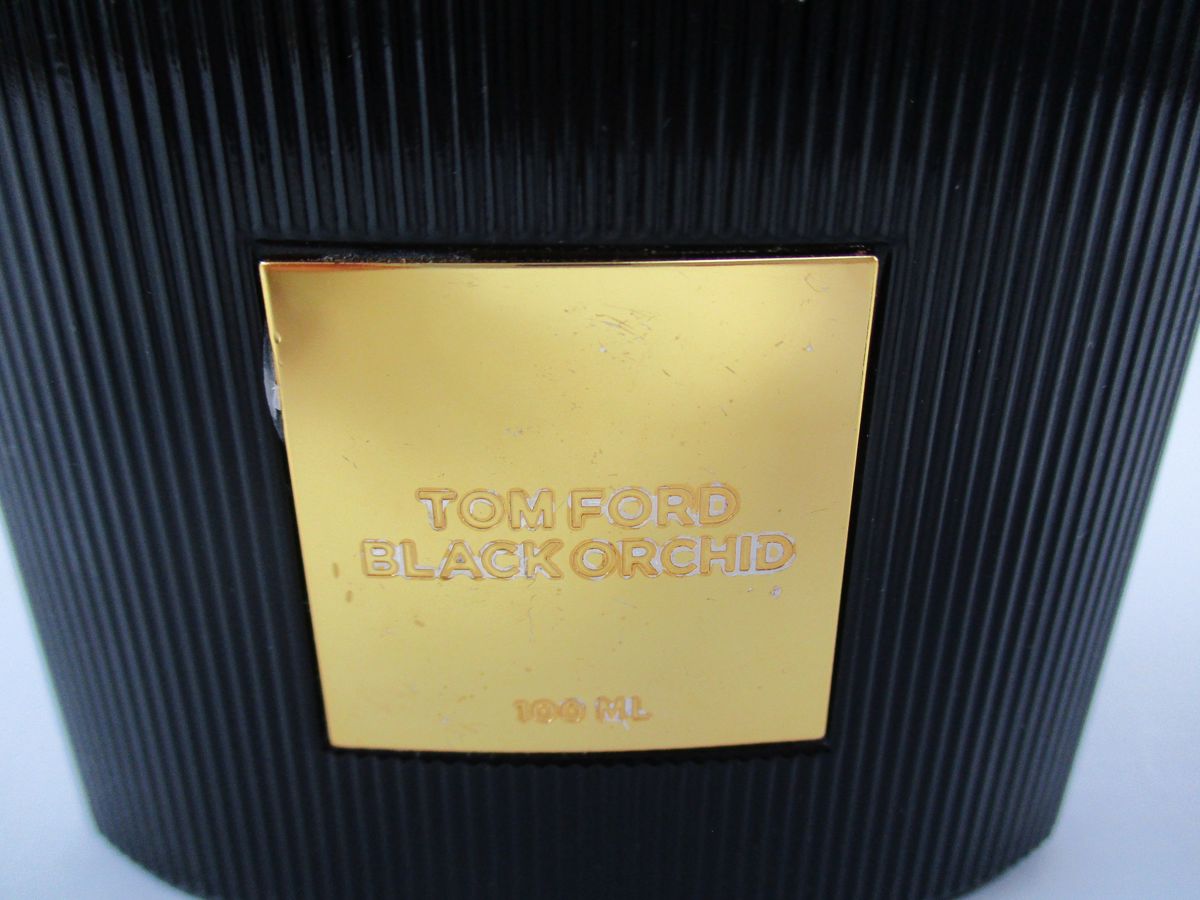 TOM FORD
BLACK ORCHID
100 ML